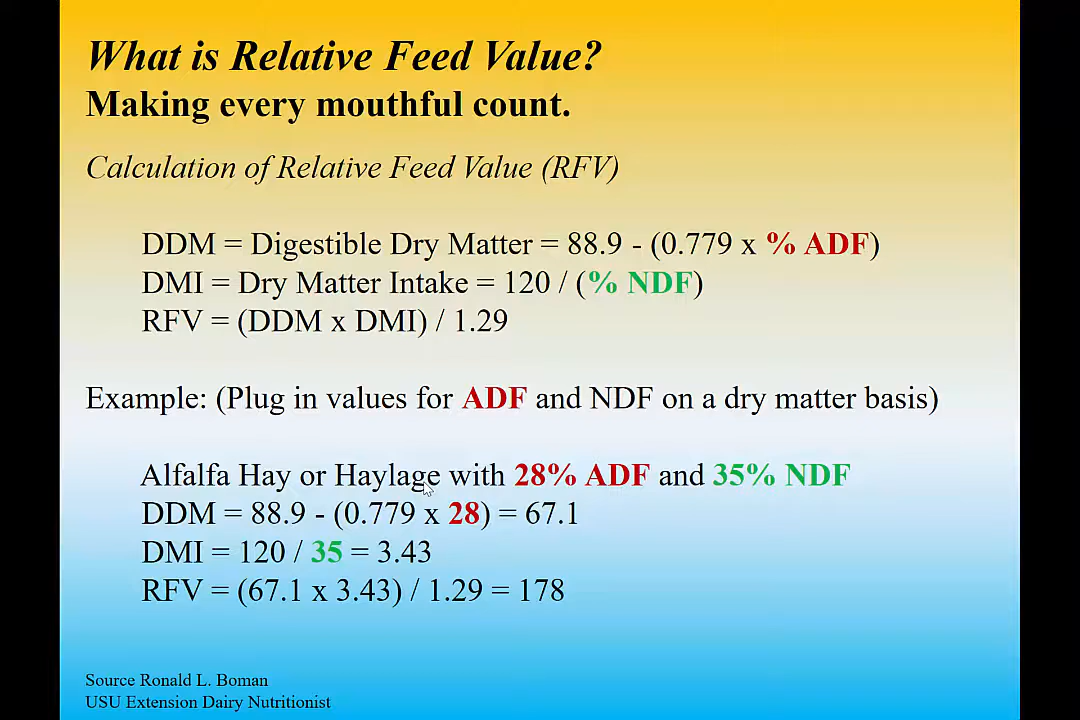 What is Relative Feed Value?
Making every mouthful count.
Calculation of Relative Feed Value (RFV)
DDM = Digestible Dry Matter = 88.9 - (0.779 x % ADF)
DMI = Dry Matter Intake = 120 / (% NDF)
RFV = (DDM x DMI) / 1.29
Example: (Plug in values for ADF and NDF on a dry matter basis)
Alfalfa Hay or Haylage with 28% ADF and 35% NDF
DDM = 88.9 - (0.779 x 28) = 67.1
DMI = 120 / 35 = 3.43
RFV = (67.1 x 3.43) / 1.29 = 178
Source Ronald L. Boman
USU Extension Dairy Nutritionist